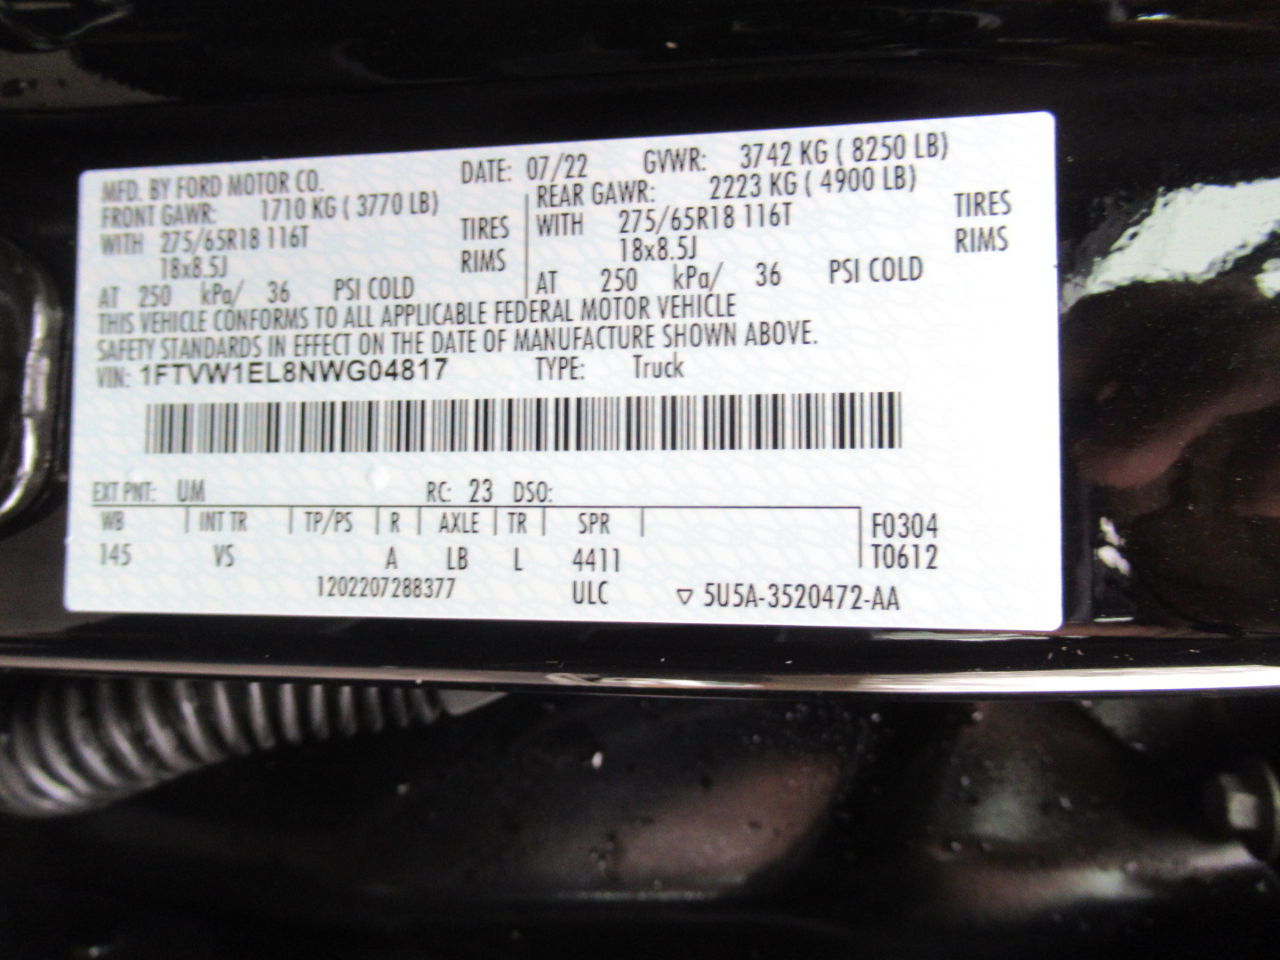 MFD. BY FORD MOTOR CO. DATE: 07/22 GVWR: 3742 KG ( 8250 LB)
FRONT GAWR: 1710 KG ( 3770 LB) REAR GAWR: 2223 KG ( 4900 LB)
WITH 275/65R18 116T TIRES WITH 275/65R18 116T TIRES
18x8.5J RIMS 18x8.5J RIMS
AT 250 kPa/ 36 PSI COLD AT 250 kPa/ 36 PSI COLD
THIS VEHICLE CONFORMS TO ALL APPLICABLE FEDERAL MOTOR VEHICLE
SAFETY STANDARDS IN EFFECT ON THE DATE OF MANUFACTURE SHOWN ABOVE.
VIN: 1FTVW1EL8NWG04817 TYPE: Truck
EXT PNT: UM RC: 23 DSO:
WB INT TR TP/PS R AXLE TR SPR F0304
145 VS A LB L 4411 T0612
1202207288377 ULC ▽ 5U5A-3520472-AA